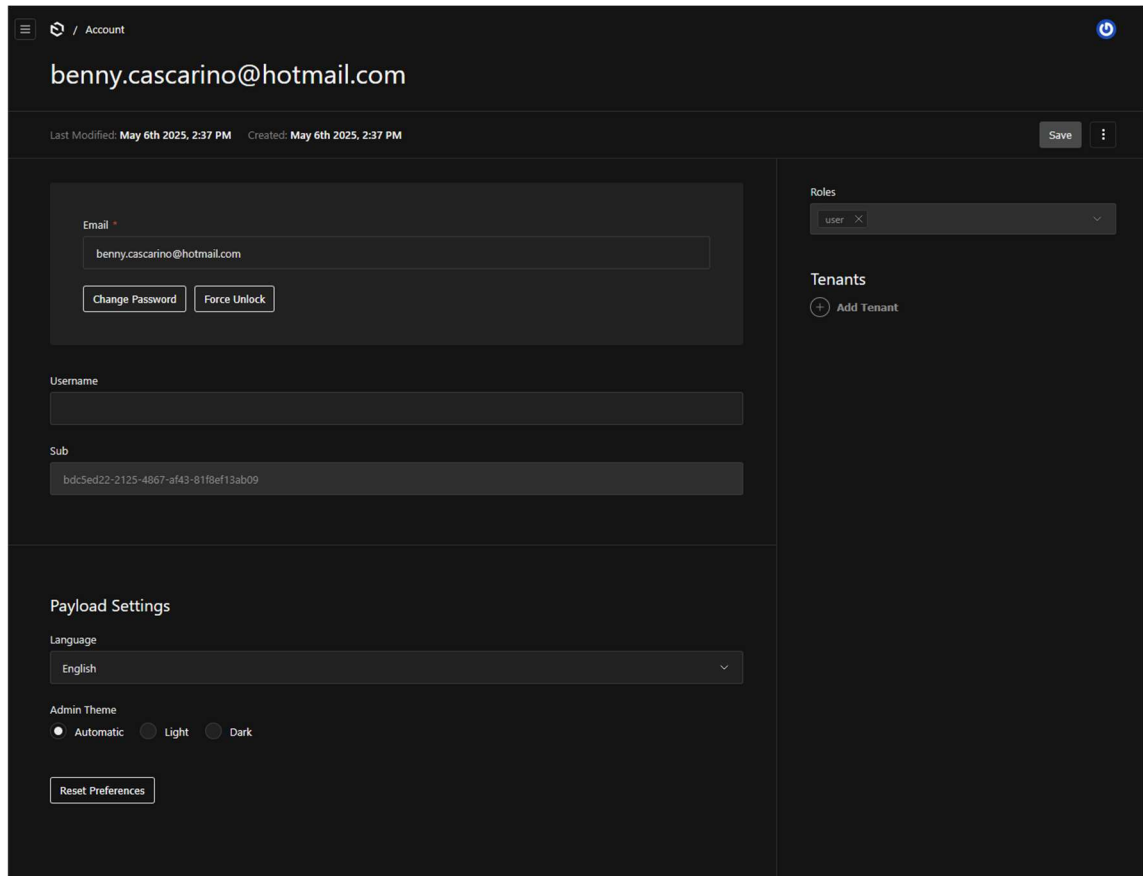 / Account
benny.cascarino@hotmail.com
Last Modified: May 6th 2025, 2:37 PM Created: May 6th 2025, 2:37 PM
Save
Email *
benny.cascarino@hotmail.com
Change Password Force Unlock
Username
Sub
bdc5ed22-2125-4867-af43-81f8ef13ab09
Payload Settings
Language
English
Admin Theme
Automatic Light Dark
Reset Preferences
Roles
user
Tenants
Add Tenant